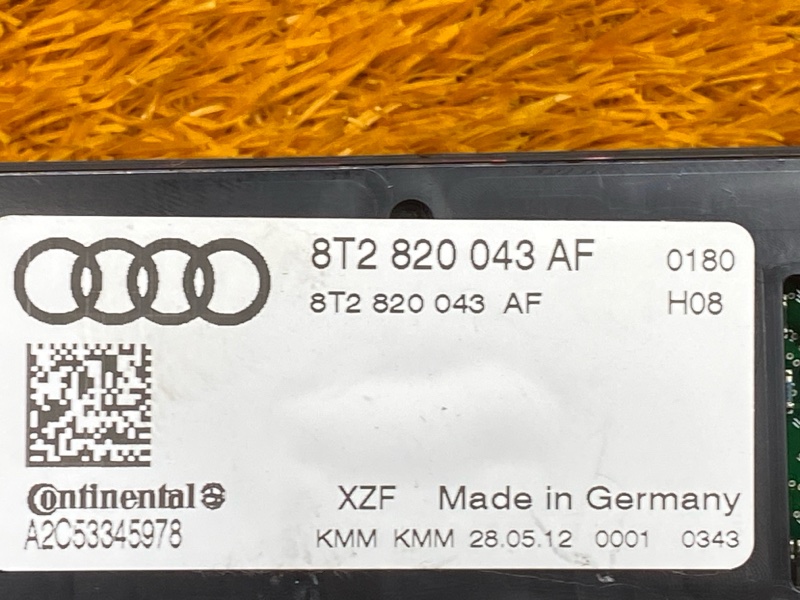 8T2 820 043 AF 0180
8T2 820 043 AF H08
Continental
XZF Made in Germany
A2C53345978
KMM KMM 28.05.12 0001 0343